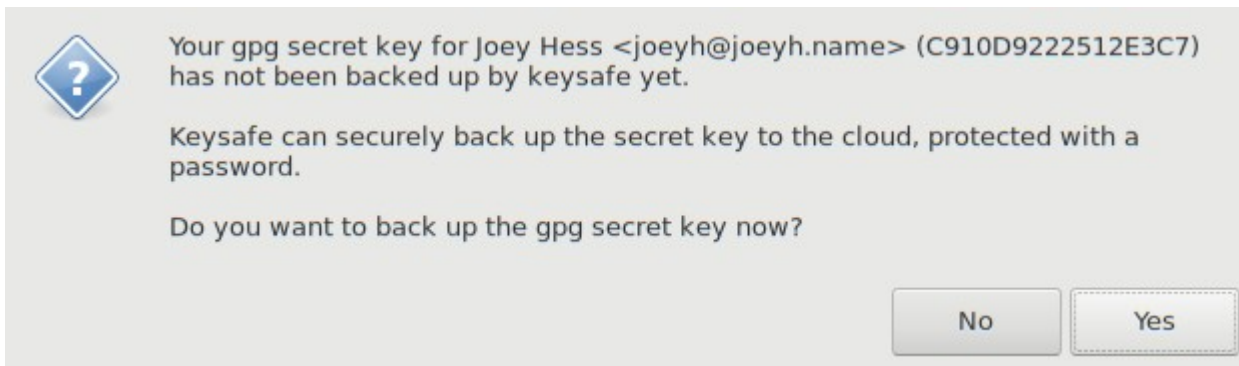 Your gpg secret key for Joey Hess <joeyh@joeyh.name> (C910D9222512E3C7)
has not been backed up by keysafe yet.
Keysafe can securely back up the secret key to the cloud, protected with a
password.
Do you want to back up the gpg secret key now?
No Yes